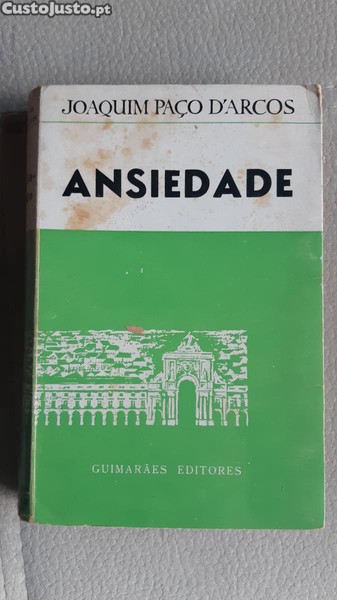 CustoJusto.pt
JOAQUIM PAÇO D'ARCOS
ANSIEDADE
GUIMARÃES EDITORES